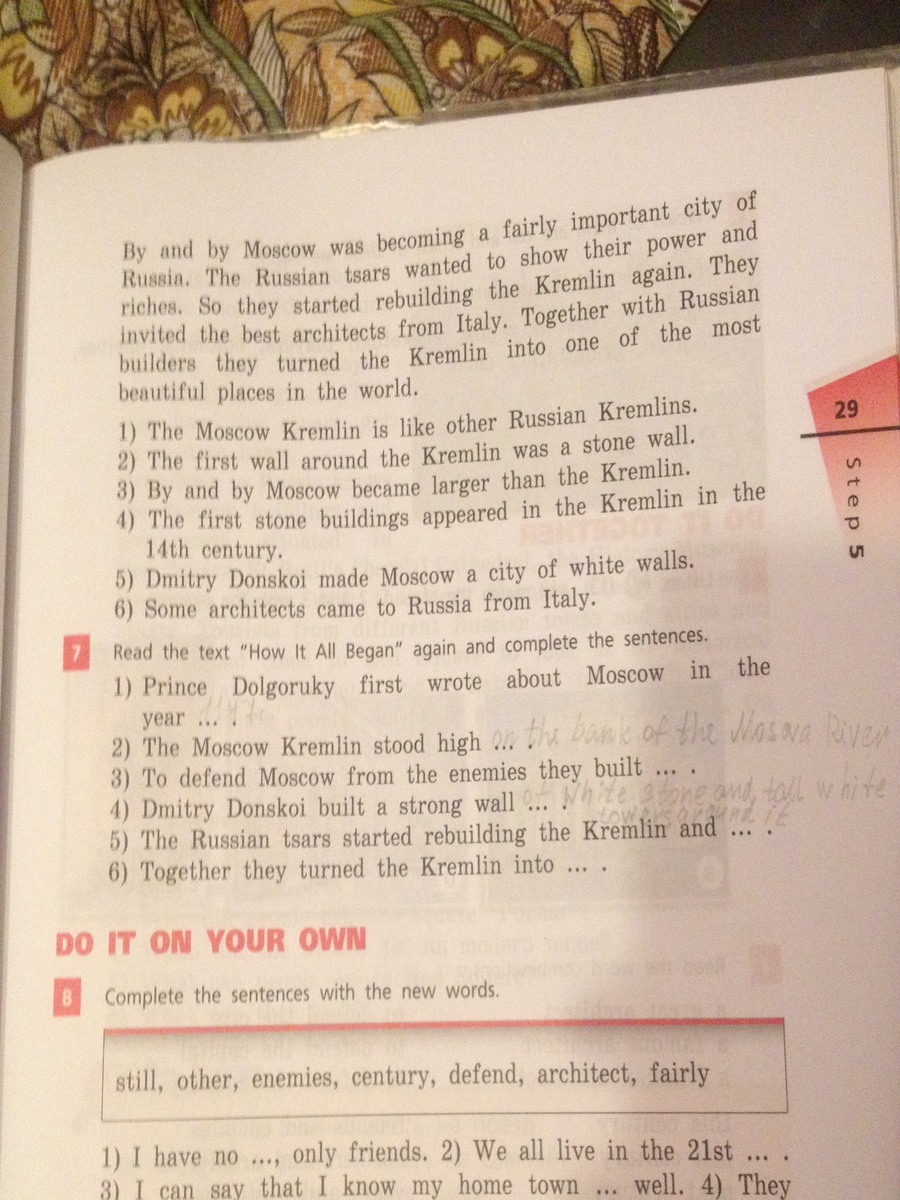 By and by Moscow was becoming a fairly important city of
Russia. The Russian tsars wanted to show their power and
riches. So they started rebuilding the Kremlin again. They
invited the best architects from Italy. Together with Russian
builders they turned the Kremlin into one of the most
beautiful places in the world.
1) The Moscow Kremlin is like other Russian Kremlins.
2) The first wall around the Kremlin was a stone wall.
3) By and by Moscow became larger than the Kremlin.
4) The first stone buildings appeared in the Kremlin in the
14th century.
5) Dmitry Donskoi made Moscow a city of white walls.
6) Some architects came to Russia from Italy.
29
Step 5
7 Read the text "How It All Began" again and complete the sentences.
1) Prince Dolgoruky first wrote about Moscow in the
year ... . 1147
2) The Moscow Kremlin stood high ... . on the bank of the Moscva River
3) To defend Moscow from the enemies they built ... .
4) Dmitry Donskoi built a strong wall ... . of white stone and tall white
towers around it
5) The Russian tsars started rebuilding the Kremlin and ... .
6) Together they turned the Kremlin into ... .
DO IT ON YOUR OWN
8 Complete the sentences with the new words.
still, other, enemies, century, defend, architect, fairly
1) I have no ..., only friends. 2) We all live in the 21st ... .
3) I can say that I know my home town ... well. 4) They